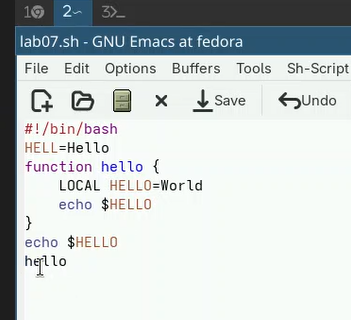 1 2~ 3>_
lab07.sh - GNU Emacs at fedora
File Edit Options Buffers Tools Sh-Script
Save Undo
#!/bin/bash
HELL=Hello
function hello {
    LOCAL HELLO=World
    echo $HELLO
}
echo $HELLO
hello